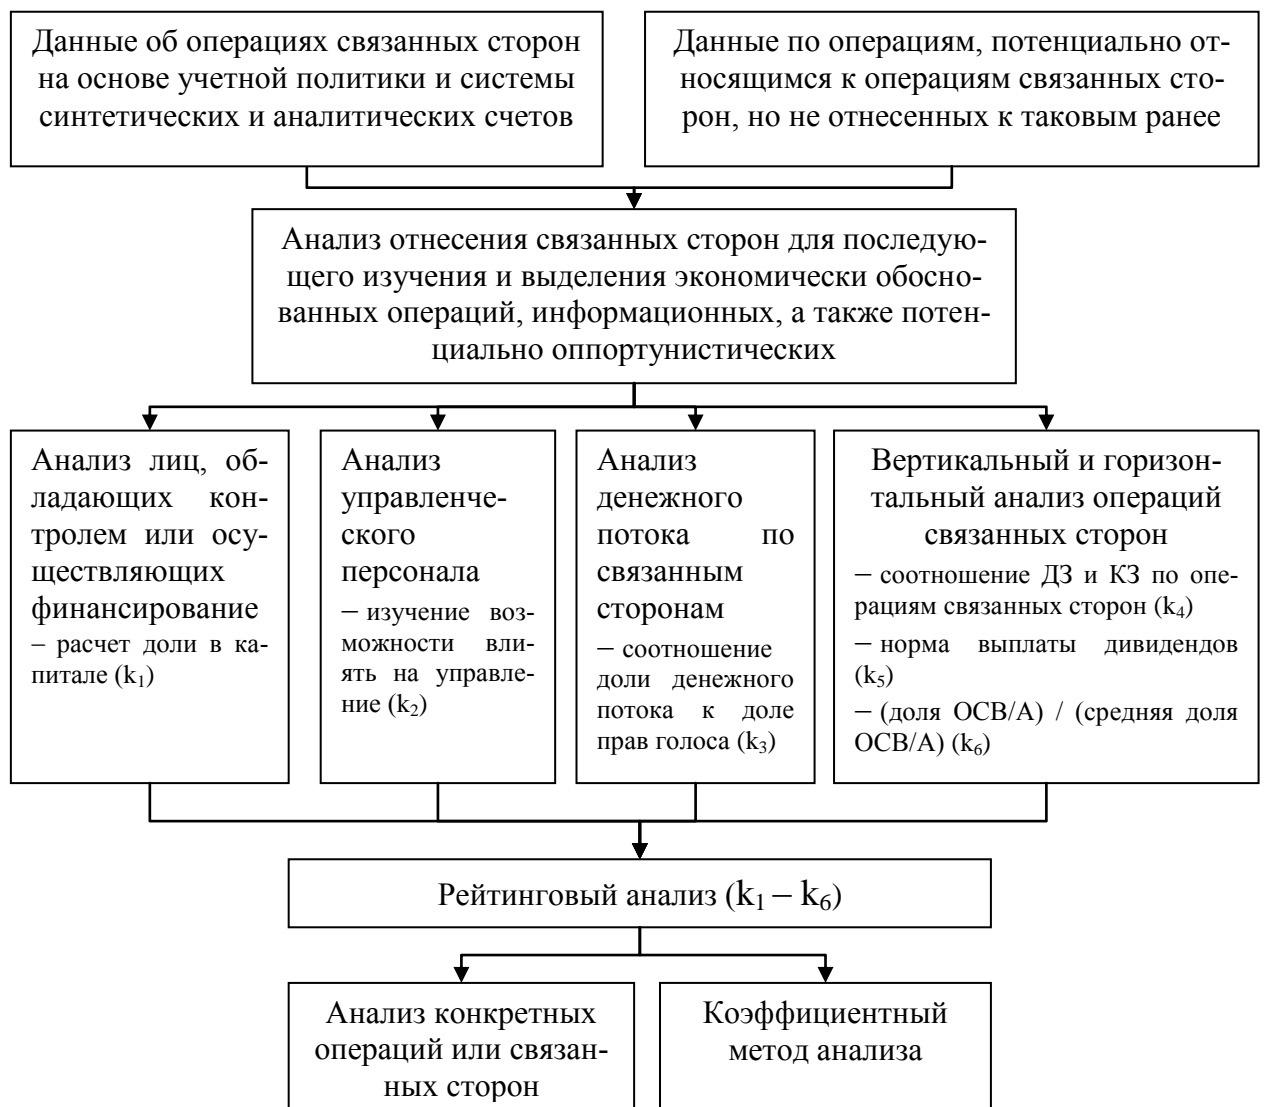 Данные об операциях связанных сторон
на основе учетной политики и системы
синтетических и аналитических счетов
Данные по операциям, потенциально от-
носящимся к операциям связанных сто-
рон, но не отнесенных к таковым ранее
Анализ отнесения связанных сторон для последую-
щего изучения и выделения экономически обосно-
ванных операций, информационных, а также потен-
циально оппортунистических
Анализ лиц, об-
ладающих кон-
тролем или осу-
ществляющих
финансирование
– расчет доли в ка-
питале (k₁)
Анализ
управленче-
ского
персонала
– изучение воз-
можности вли-
ять на управле-
ние (k₂)
Анализ
денежного
потока по
связанным
сторонам
– соотношение
доли денежного
потока к доле
прав голоса (k₃)
Вертикальный и горизон-
тальный анализ операций
связанных сторон
– соотношение ДЗ и КЗ по опе-
рациям связанных сторон (k₄)
– норма выплаты дивидендов
(k₅)
– (доля ОСВ/А) / (средняя доля
ОСВ/А) (k₆)
Рейтинговый анализ (k₁ – k₆)
Анализ конкретных
операций или связан-
ных сторон
Коэффициентный
метод анализа